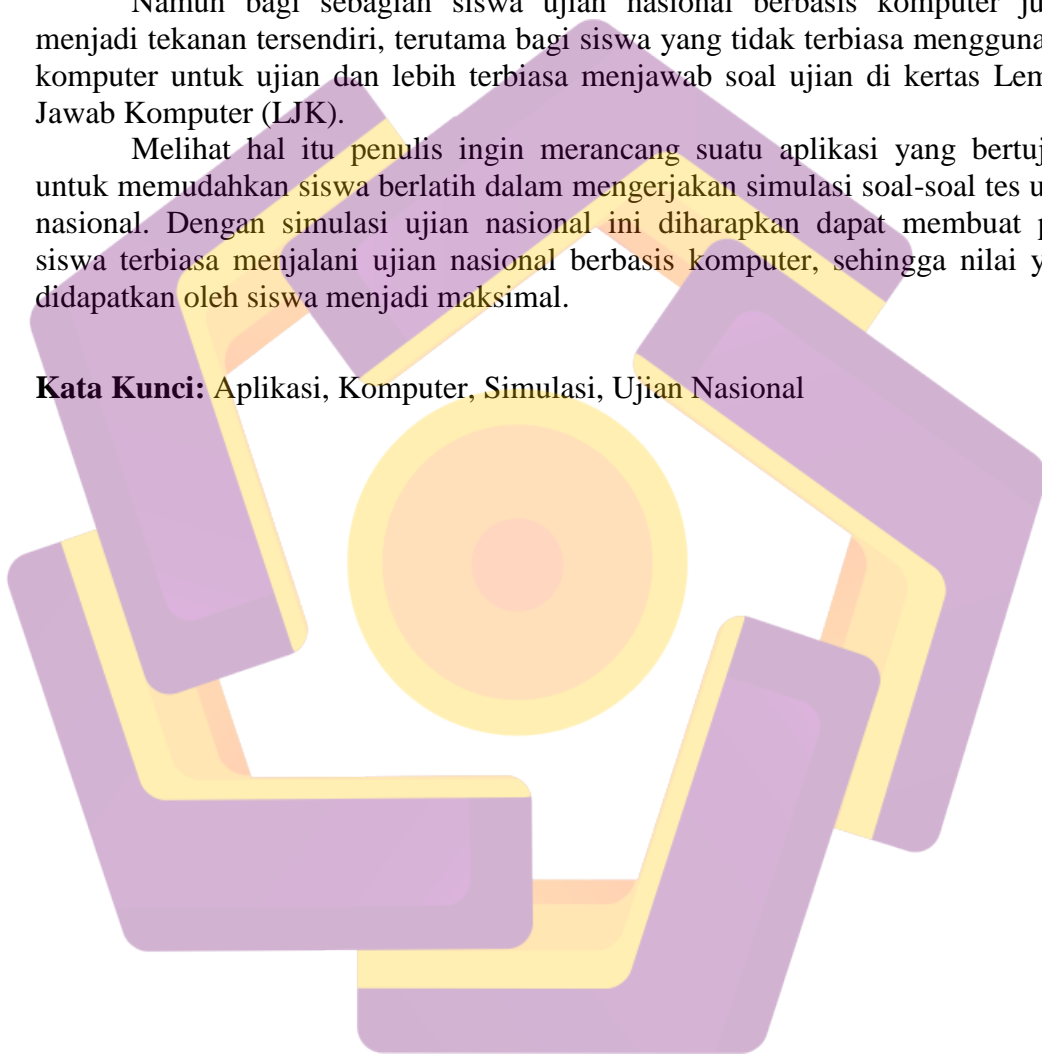 Namun bagi sebagian siswa ujian nasional berbasis komputer ju
menjadi tekanan tersendiri, terutama bagi siswa yang tidak terbiasa mengguna
komputer untuk ujian dan lebih terbiasa menjawab soal ujian di kertas Lem
Jawab Komputer (LJK).
Melihat hal itu penulis ingin merancang suatu aplikasi yang bertuj
untuk memudahkan siswa berlatih dalam mengerjakan simulasi soal-soal tes u
nasional. Dengan simulasi ujian nasional ini diharapkan dapat membuat p
siswa terbiasa menjalani ujian nasional berbasis komputer, sehingga nilai y
didapatkan oleh siswa menjadi maksimal.
Kata Kunci: Aplikasi, Komputer, Simulasi, Ujian Nasional